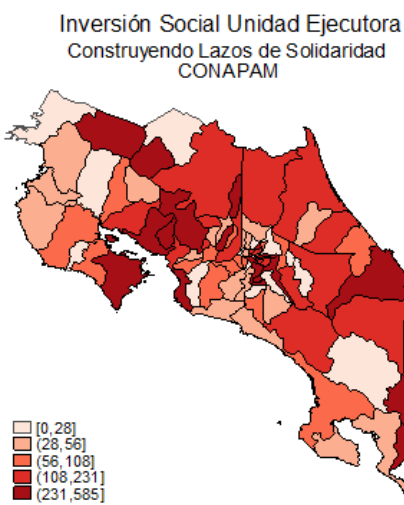 Inversión Social Unidad Ejecutora
Construyendo Lazos de Solidaridad
CONAPAM
[0,28]
(28,56]
(56,108]
(108,231]
(231,585]